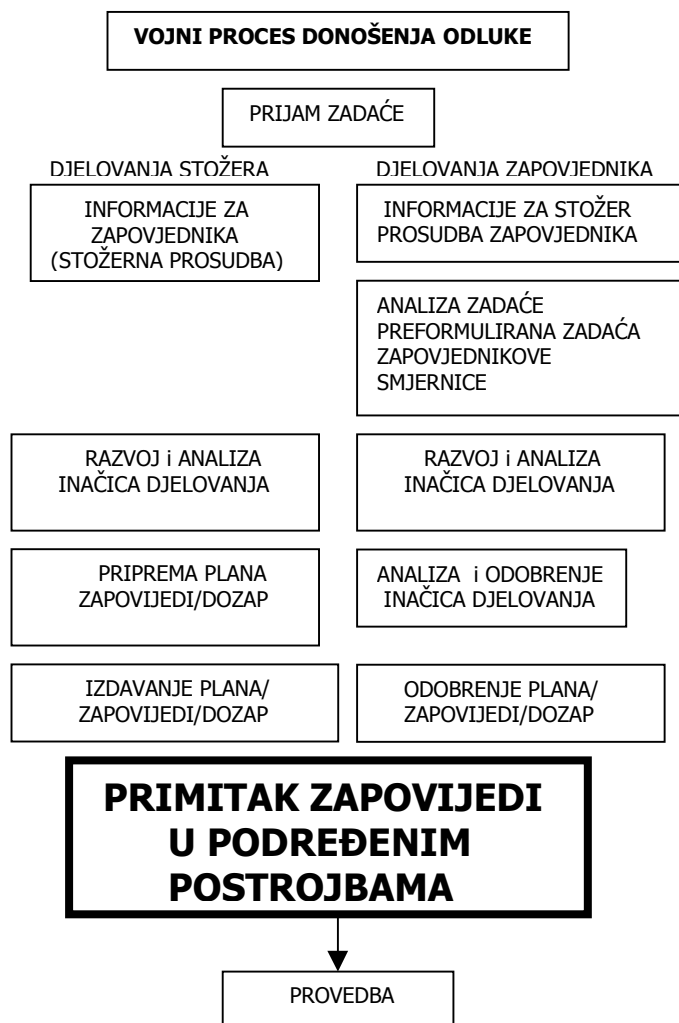 VOJNI PROCES DONOŠENJA ODLUKE
PRIJAM ZADAĆE
DJELOVANJA STOŽERA
DJELOVANJA ZAPOVJEDNIKA
INFORMACIJE ZA
ZAPOVJEDNIKA
(STOŽERNA PROSUDBA)
INFORMACIJE ZA STOŽER
PROSUDBA ZAPOVJEDNIKA
ANALIZA ZADAĆE
PREFORMULIRANA ZADAĆA
ZAPOVJEDNIKOVE
SMJERNICE
RAZVOJ i ANALIZA
INAČICA DJELOVANJA
RAZVOJ i ANALIZA
INAČICA DJELOVANJA
PRIPREMA PLANA
ZAPOVIJEDI/DOZAP
ANALIZA i ODOBRENJE
INAČICA DJELOVANJA
IZDAVANJE PLANA/
ZAPOVIJEDI/DOZAP
ODOBRENJE PLANA/
ZAPOVIJEDI/DOZAP
PRIMITAK ZAPOVIJEDI
U PODREĐENIM
POSTROJBAMA
PROVEDBA